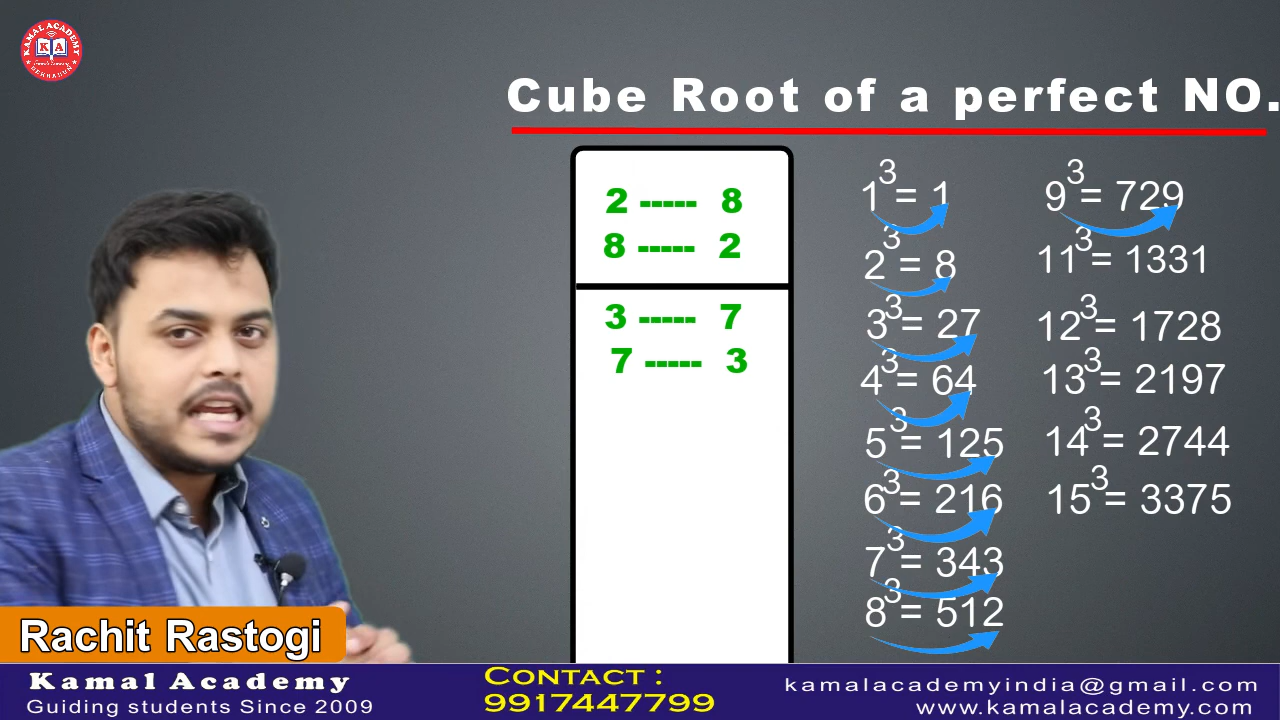 KAMAL ACADEMY
K A
DEHRADUN
Cube Root of a perfect NO.
2 ----- 8
8 ----- 2
3 ----- 7
7 ----- 3
1³= 1
2³= 8
3³= 27
4³= 64
5³= 125
6³= 216
7³= 343
8³= 512
9³= 729
11³= 1331
12³= 1728
13³= 2197
14³= 2744
15³= 3375
Rachit Rastogi
Kamal Academy
Guiding students Since 2009
CONTACT :
9917447799
kamalacademyindia@gmail.com
www.kamalacademy.com